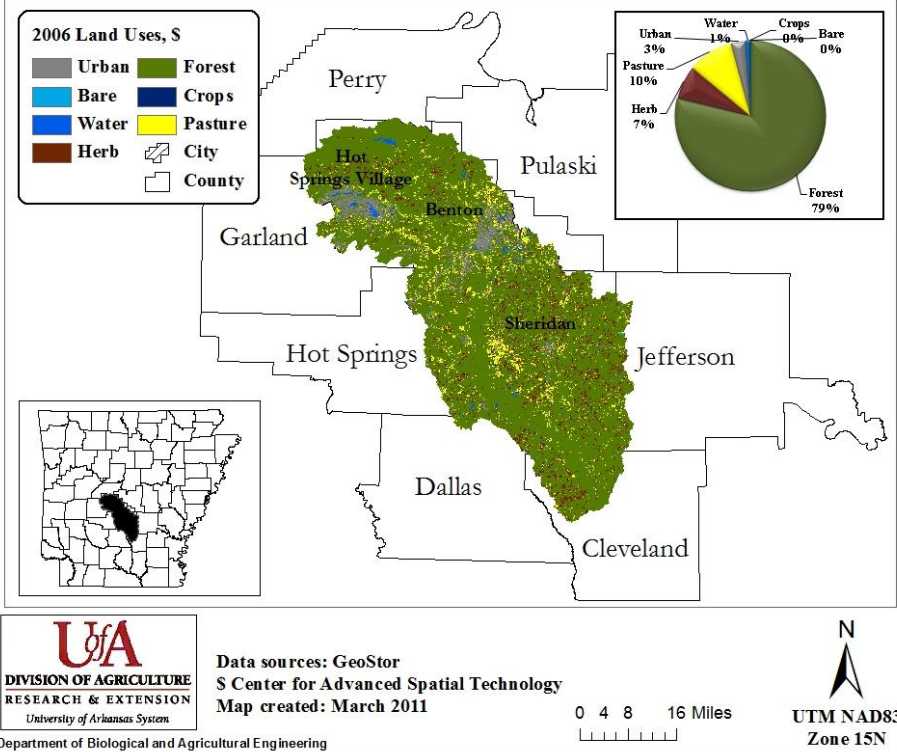 2006 Land Uses, $
Urban
Forest
Bare
Crops
Water
Pasture
Herb
City
County
Water
1%
Crops
0%
Bare
0%
Urban
3%
Pasture
10%
Herb
7%
Forest
79%
Perry
Pulaski
Hot
Springs Village
Benton
Garland
Sheridan
Hot Springs
Jefferson
Dallas
Cleveland
UofA
DIVISION OF AGRICULTURE
RESEARCH & EXTENSION
University of Arkansas System
Department of Biological and Agricultural Engineering
Data sources: GeoStor
$ Center for Advanced Spatial Technology
Map created: March 2011
0 4 8 16 Miles
N
UTM NAD83
Zone 15N